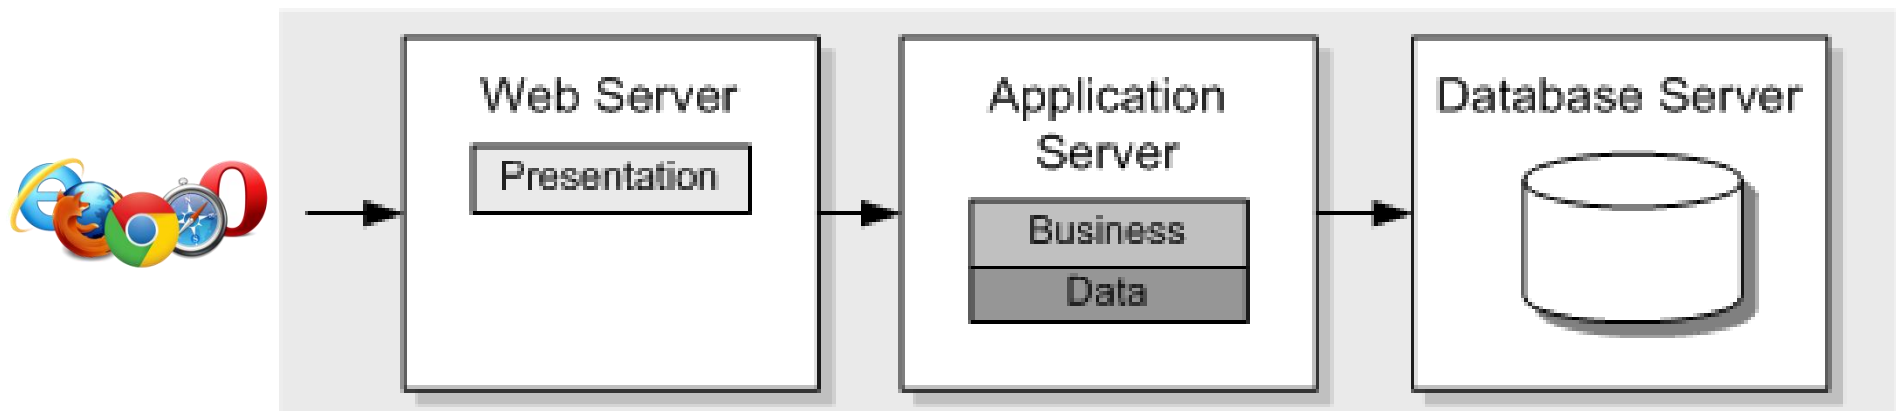 Web Server
Presentation
Application
Server
Business
Data
Database Server